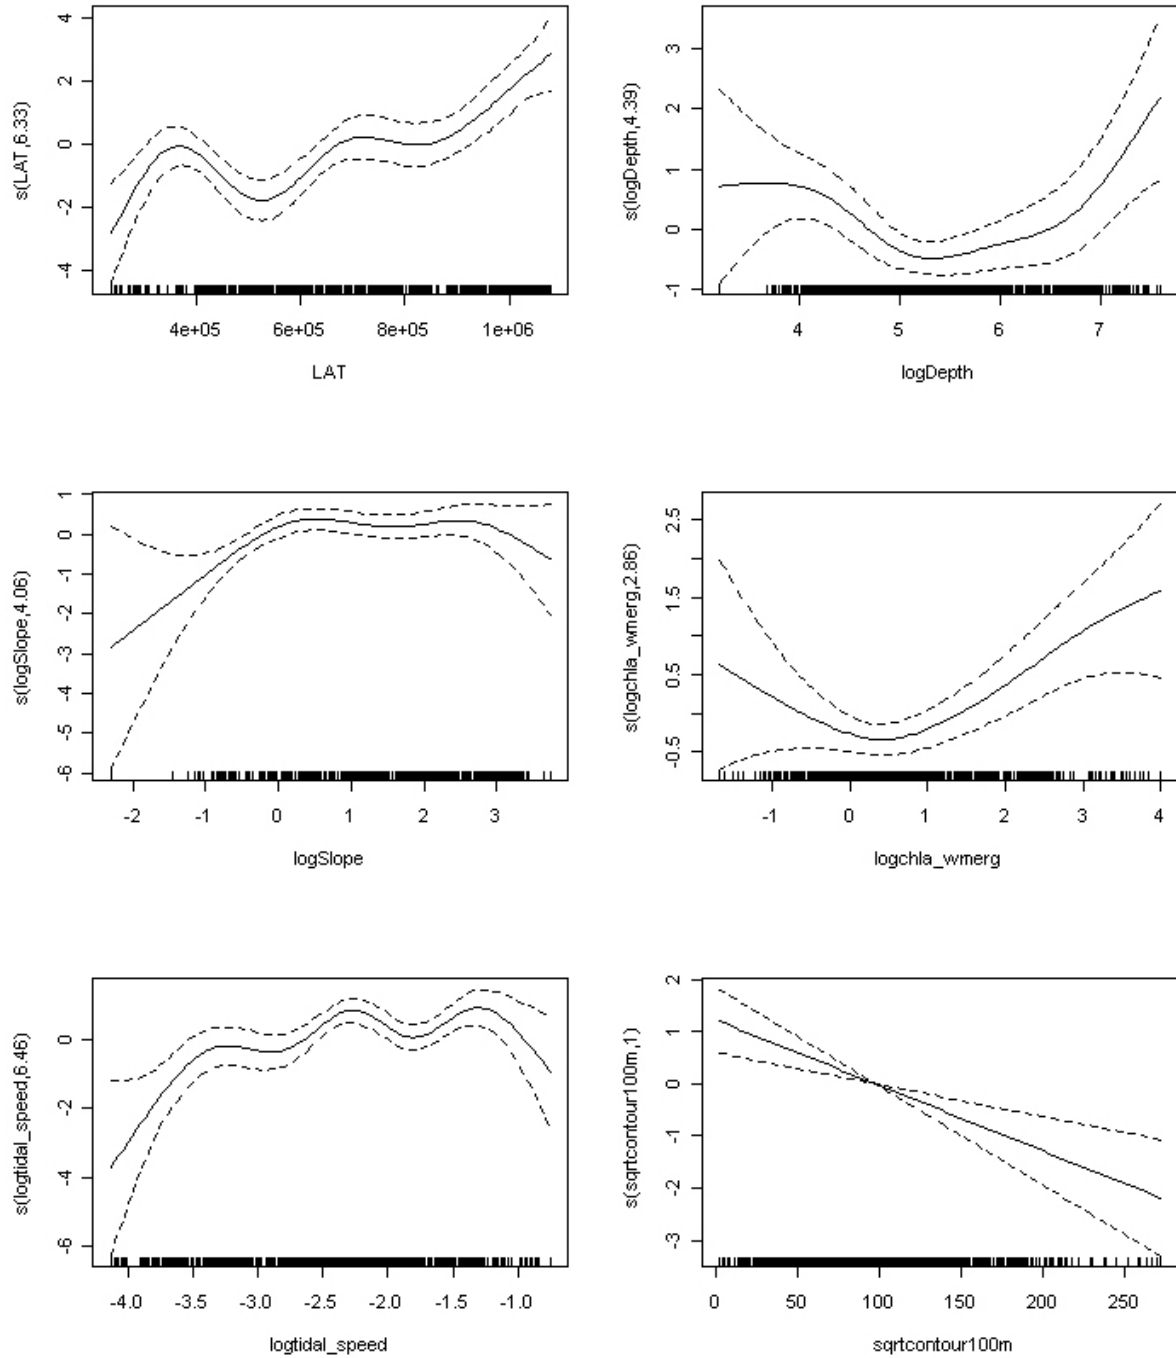 4
2
0
-2
-4
s(LAT,6.33)
4e+05 6e+05 8e+05 1e+06
LAT
3
2
1
0
-1
s(logDepth,4.39)
4 5 6 7
logDepth
1
0
-1
-2
-3
-4
-5
-6
s(logSlope,4.06)
-2 -1 0 1 2 3
logSlope
2.5
1.5
0.5
-0.5
s(logchla_wmerg,2.86)
-1 0 1 2 3 4
logchla_wmerg
0
-2
-4
-6
s(logtidal_speed,6.46)
-4.0 -3.5 -3.0 -2.5 -2.0 -1.5 -1.0
logtidal_speed
2
1
0
-1
-2
-3
s(sqrtcontour100m,1)
0 50 100 150 200 250
sqrtcontour100m